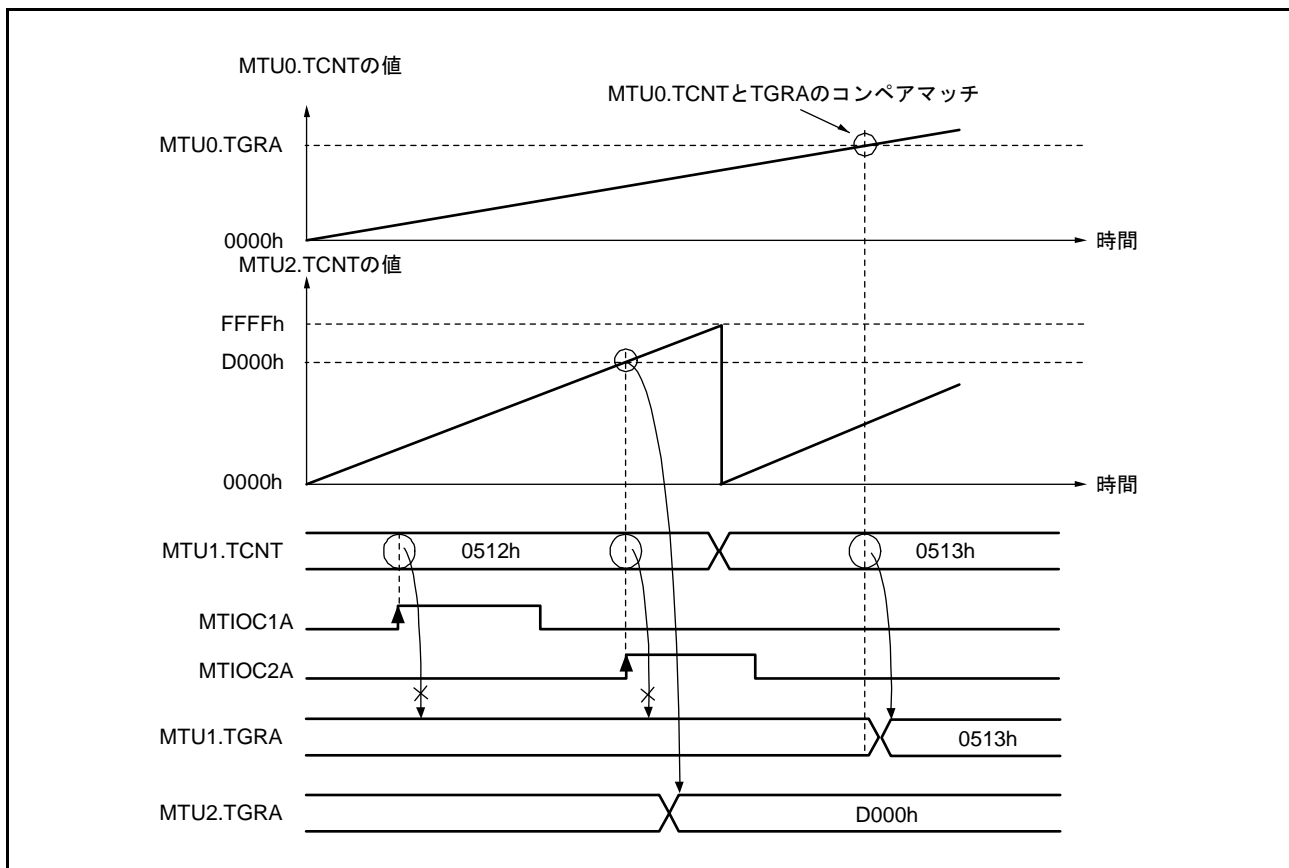 MTU0.TCNTの値
MTU0.TCNTとTGRAのコンペアマッチ
MTU0.TGRA
0000h
時間
MTU2.TCNTの値
FFFFh
D000h
0000h
時間
MTU1.TCNT
0512h
0513h
MTIOC1A
MTIOC2A
MTU1.TGRA
0513h
MTU2.TGRA
D000h